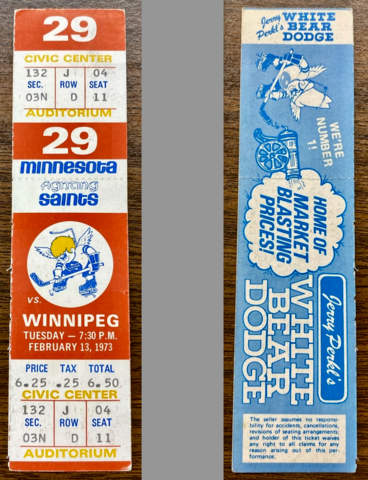 29
CIVIC CENTER
132 J 04
SEC. ROW SEAT
03N D 11
AUDITORIUM
29
minnesota
fighting
saints
vs.
WINNIPEG
TUESDAY — 7:30 P.M.
FEBRUARY 13, 1973
PRICE TAX TOTAL
6.25 .25 6.50
CIVIC CENTER
132 J 04
SEC. ROW SEAT
03N D 11
AUDITORIUM
Jerry Perkl's
WHITE
BEAR
DODGE
WE'RE
NUMBER
1!
HOME OF
MARKET
BLASTING
PRICES!
Jerry Perkl's
WHITE
BEAR
DODGE
The seller assumes no responsi-
bility for accidents, cancellations,
revisions of seating arrangements;
and holder of this ticket waives
any right to all claims for any
reason arising out of this per-
formance.